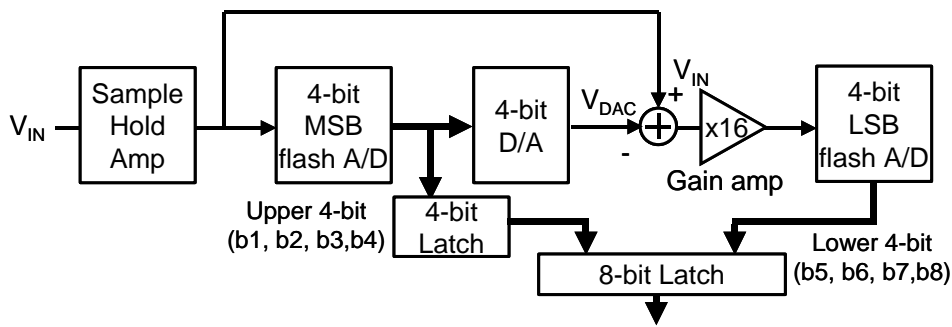 V_IN
Sample
Hold
Amp
4-bit
MSB
flash A/D
4-bit
D/A
V_DAC
V_IN
+
-
x16
Gain amp
4-bit
LSB
flash A/D
Upper 4-bit
(b1, b2, b3,b4)
4-bit
Latch
8-bit Latch
Lower 4-bit
(b5, b6, b7,b8)